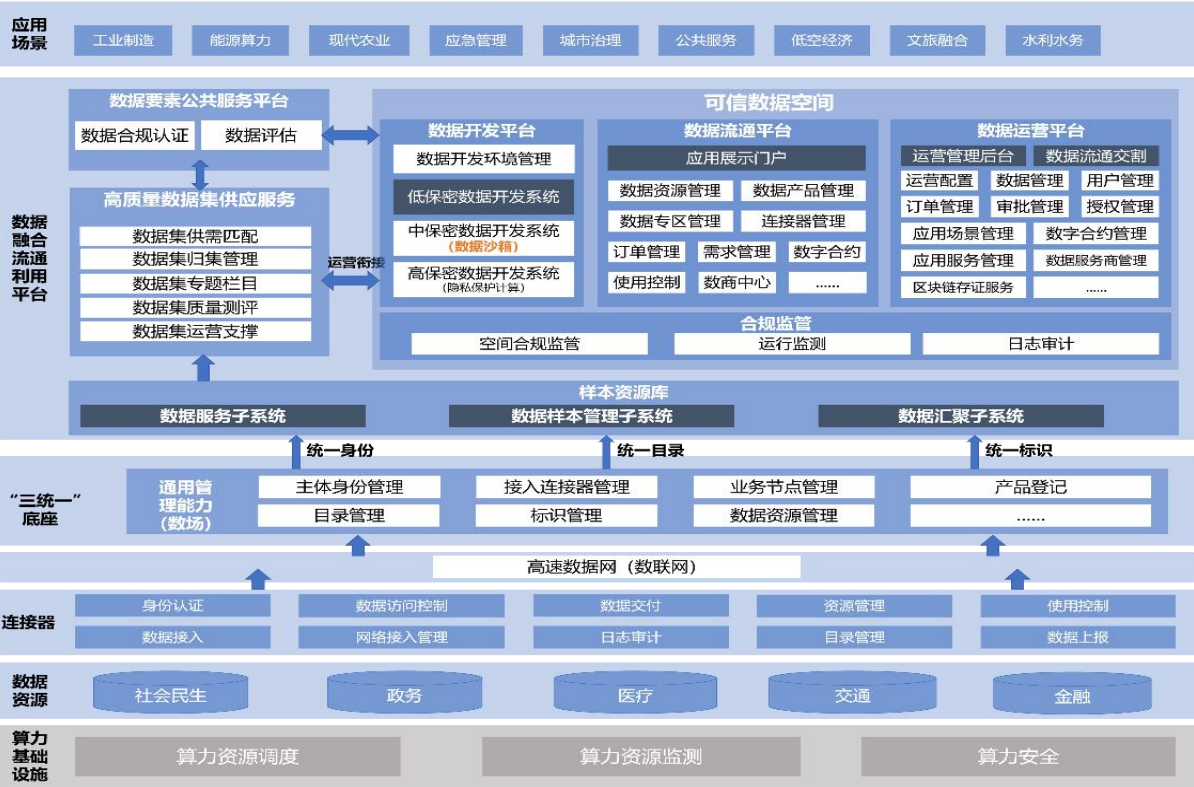 应用
场景
工业制造
能源算力
现代农业
应急管理
城市治理
公共服务
低空经济
文旅融合
水利水务
数据
融合
流通
利用
平台
数据要素公共服务平台
数据合规认证
数据评估
高质量数据集供应服务
数据集供需匹配
数据集归集管理
数据集专题栏目
数据集质量测评
数据集运营支撑
运营衔接
可信数据空间
数据开发平台
数据开发环境管理
低保密数据开发系统
中保密数据开发系统
(数据沙箱)
高保密数据开发系统
(隐私保护计算)
数据流通平台
应用展示门户
数据资源管理
数据产品管理
数据专区管理
连接器管理
订单管理
需求管理
数字合约
使用控制
数商中心
......
数据运营平台
运营管理后台
数据流通交割
运营配置
数据管理
用户管理
订单管理
审批管理
授权管理
应用场景管理
数字合约管理
应用服务管理
数据服务商管理
区块链存证服务
......
合规监管
空间合规监管
运行监测
日志审计
样本资源库
数据服务子系统
数据样本管理子系统
数据汇聚子系统
统一身份
统一目录
统一标识
“三统一”
底座
通用管
理能力
(数场)
主体身份管理
接入连接器管理
业务节点管理
产品登记
目录管理
标识管理
数据资源管理
......
高速数据网（数联网）
连接器
身份认证
数据访问控制
数据交付
资源管理
使用控制
数据接入
网络接入管理
日志审计
目录管理
数据上报
数据
资源
社会民生
政务
医疗
交通
金融
算力
基础
设施
算力资源调度
算力资源监测
算力安全